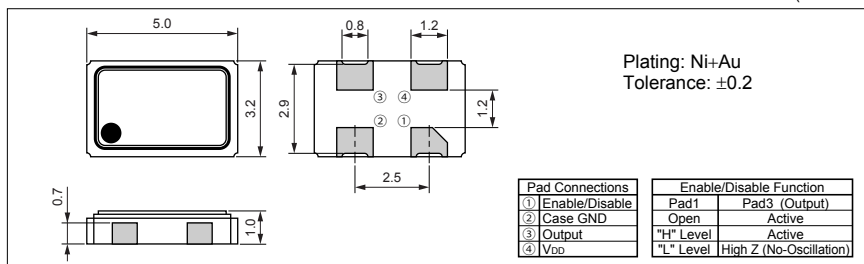 (
5.0
0.8
1.2
Plating: Ni+Au
Tolerance: ±0.2
3.2
2.9
③ ④
② ①
1.2
2.5
0.7
1.0
Pad Connections
① Enable/Disable
② Case GND
③ Output
④ VDD
Enable/Disable Function
Pad1 Pad3 (Output)
Open Active
"H" Level Active
"L" Level High Z (No-Oscillation)